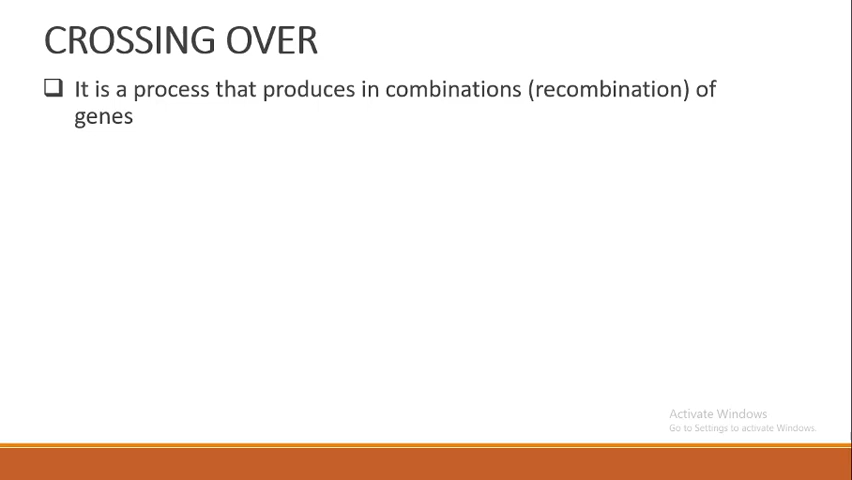 CROSSING OVER
❑ It is a process that produces in combinations (recombination) of
genes
Activate Windows
Go to Settings to activate Windows.